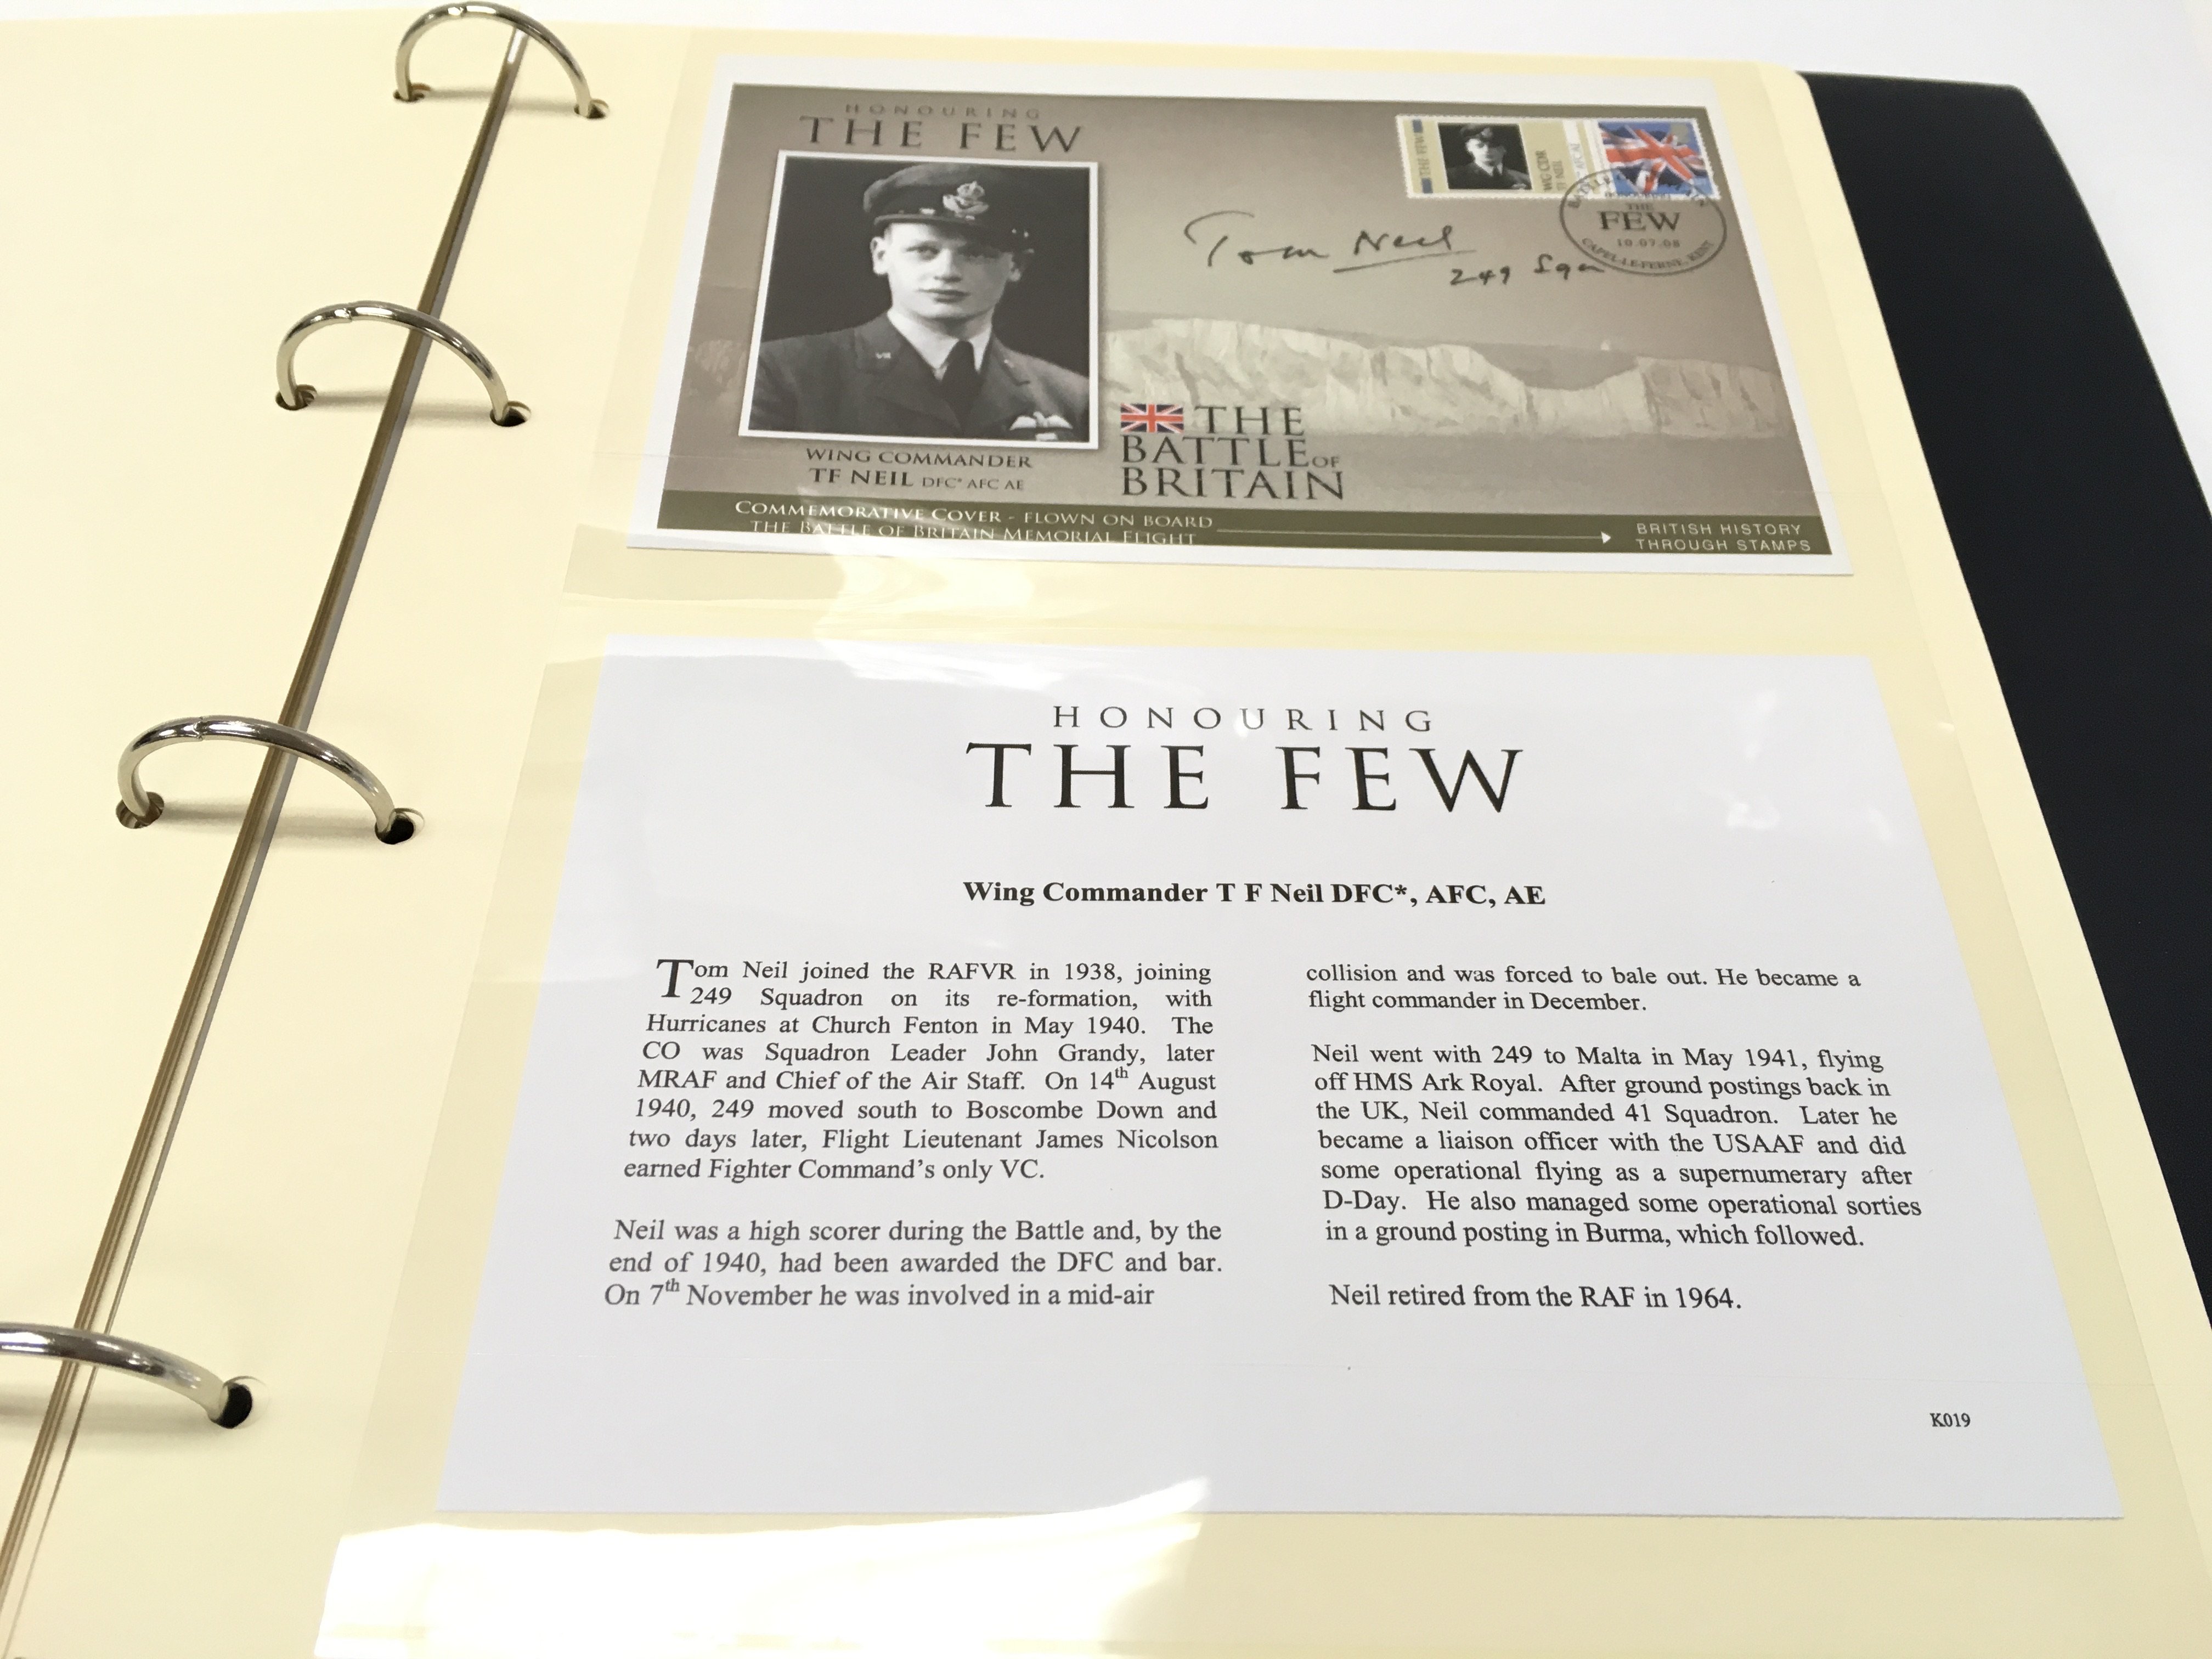 HONOURING
THE FEW
THE FEW
WG CDR
TF NEIL
THE
FEW
10.07.08
CAPEL-LE-FERNE, KENT
Tom Neil
249 Sqn
WING COMMANDER
TF NEIL DFC* AFC AE
THE
BATTLE OF
BRITAIN
COMMEMORATIVE COVER - FLOWN ON BOARD
THE BATTLE OF BRITAIN MEMORIAL FLIGHT
BRITISH HISTORY
THROUGH STAMPS
HONOURING
THE FEW
Wing Commander T F Neil DFC*, AFC, AE
Tom Neil joined the RAFVR in 1938, joining
249 Squadron on its re-formation, with
Hurricanes at Church Fenton in May 1940. The
CO was Squadron Leader John Grandy, later
MRAF and Chief of the Air Staff. On 14th August
1940, 249 moved south to Boscombe Down and
two days later, Flight Lieutenant James Nicolson
earned Fighter Command's only VC.
Neil was a high scorer during the Battle and, by the
end of 1940, had been awarded the DFC and bar.
On 7th November he was involved in a mid-air
collision and was forced to bale out. He became a
flight commander in December.
Neil went with 249 to Malta in May 1941, flying
off HMS Ark Royal. After ground postings back in
the UK, Neil commanded 41 Squadron. Later he
became a liaison officer with the USAAF and did
some operational flying as a supernumerary after
D-Day. He also managed some operational sorties
in a ground posting in Burma, which followed.
Neil retired from the RAF in 1964.
K019